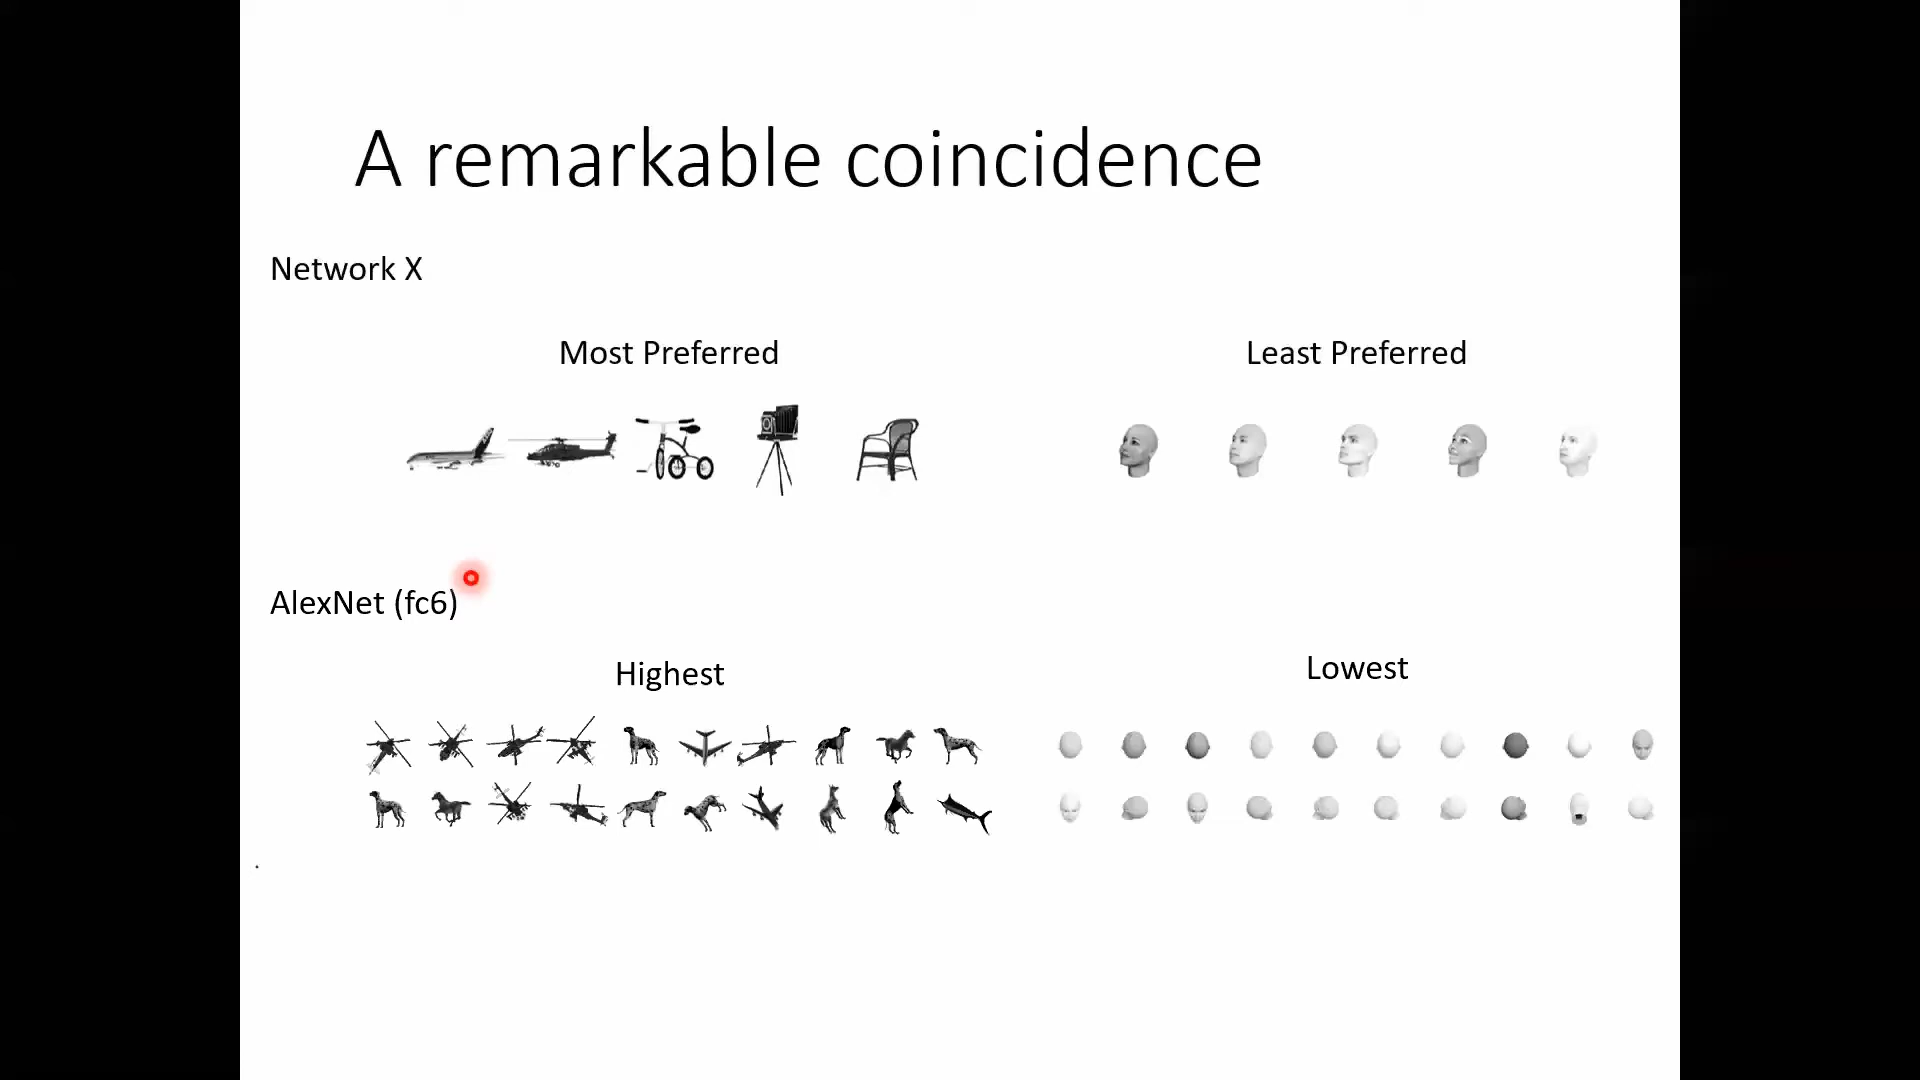 A remarkable coincidence
Network X
Most Preferred
Least Preferred
AlexNet (fc6)
Highest
Lowest
.